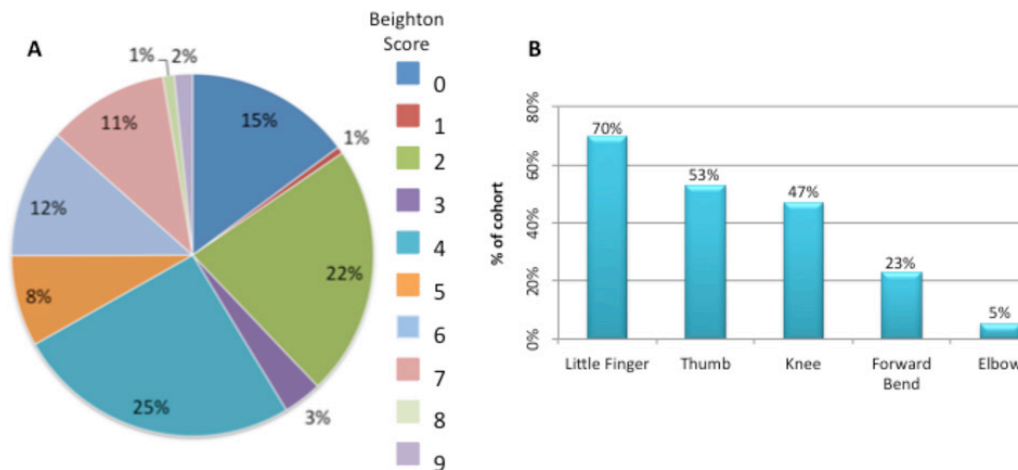 A
Beighton
Score
0
1
2
3
4
5
6
7
8
9
15%
1%
22%
3%
25%
8%
12%
11%
1%
2%
B
% of cohort
80%
60%
40%
20%
0%
70%
53%
47%
23%
5%
Little Finger
Thumb
Knee
Forward
Bend
Elbow